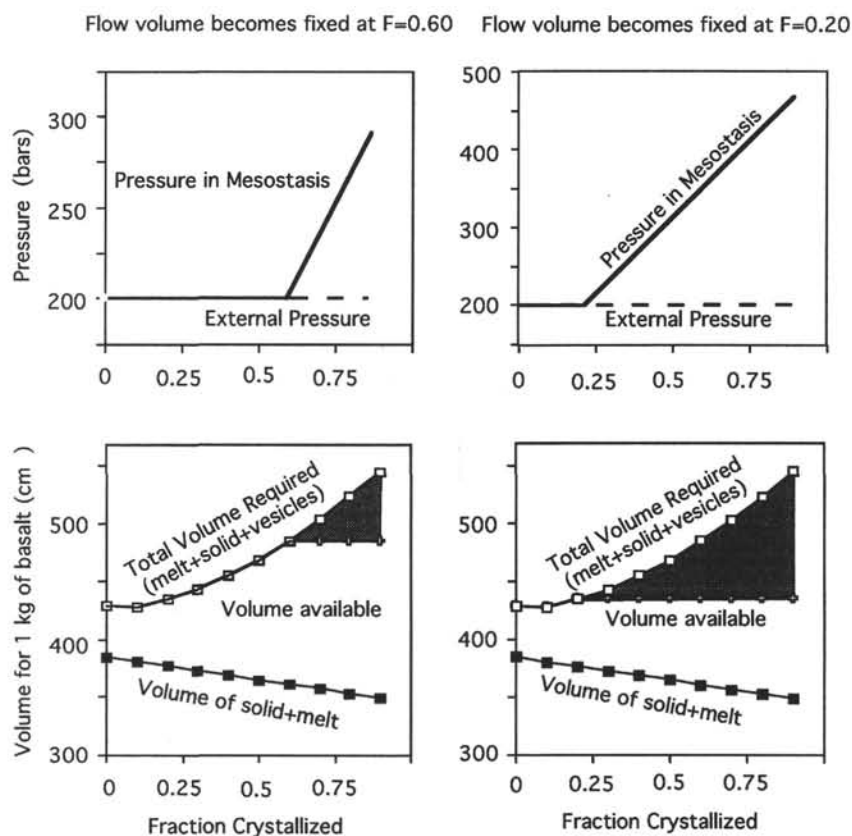 Flow volume becomes fixed at F=0.60
Flow volume becomes fixed at F=0.20
Pressure (bars)
300
250
200
Pressure in Mesostasis
External Pressure
0
0.25
0.5
0.75
500
400
300
200
Pressure in Mesostasis
External Pressure
0
0.25
0.5
0.75
Volume for 1 kg of basalt (cm)
500
400
300
Total Volume Required
(melt+solid+vesicles)
Volume available
Volume of solid+melt
0
0.25
0.5
0.75
Fraction Crystallized
500
400
300
Total Volume Required
(melt+solid+vesicles)
Volume available
Volume of solid+melt
0
0.25
0.5
0.75
Fraction Crystallized